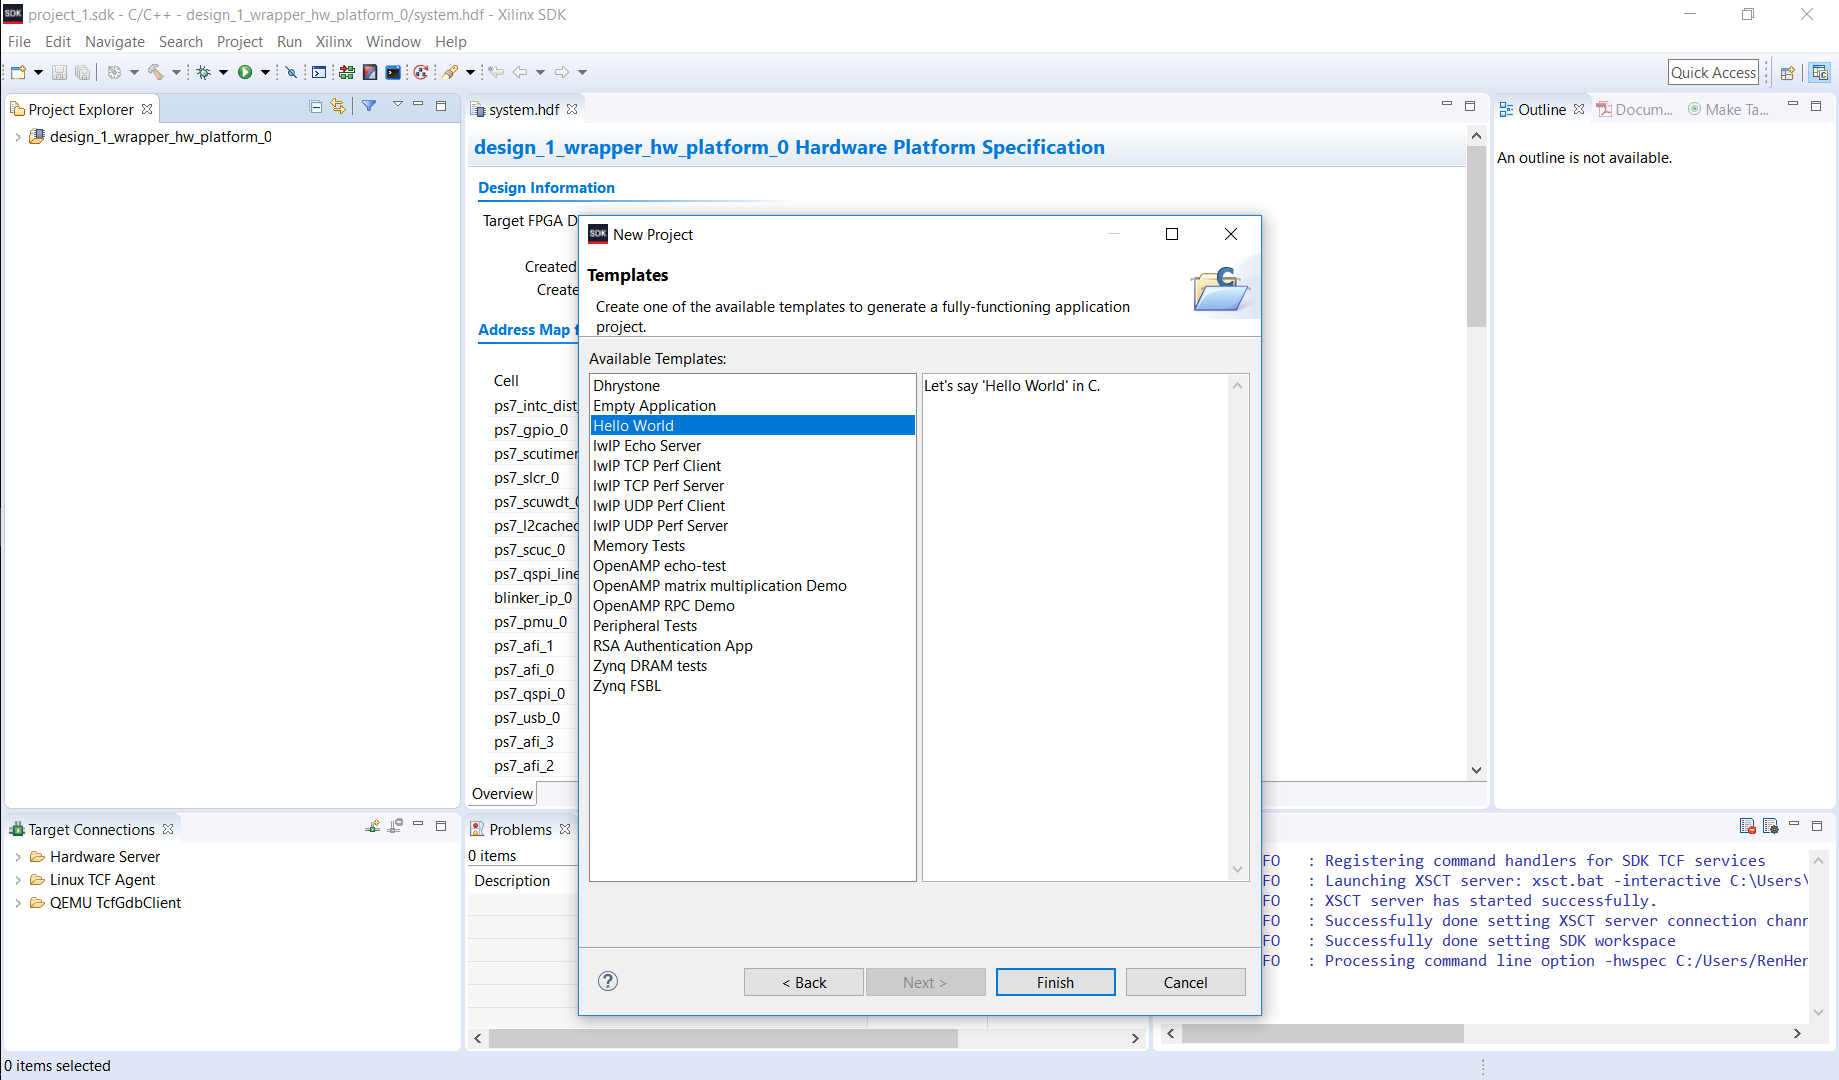 SDK project_1.sdk - C/C++ - design_1_wrapper_hw_platform_0/system.hdf - Xilinx SDK
File Edit Navigate Search Project Run Xilinx Window Help
Quick Access
Project Explorer
design_1_wrapper_hw_platform_0
system.hdf
design_1_wrapper_hw_platform_0 Hardware Platform Specification
Design Information
Target FPGA D
Created
Create
Address Map f
Cell
ps7_intc_dist_
ps7_gpio_0
ps7_scutimer
ps7_slcr_0
ps7_scuwdt_0
ps7_l2cachec
ps7_scuc_0
ps7_qspi_line
blinker_ip_0
ps7_pmu_0
ps7_afi_1
ps7_afi_0
ps7_qspi_0
ps7_usb_0
ps7_afi_3
ps7_afi_2
Overview
SDK New Project
Templates
Create one of the available templates to generate a fully-functioning application
project.
Available Templates:
Dhrystone
Empty Application
Hello World
lwIP Echo Server
lwIP TCP Perf Client
lwIP TCP Perf Server
lwIP UDP Perf Client
lwIP UDP Perf Server
Memory Tests
OpenAMP echo-test
OpenAMP matrix multiplication Demo
OpenAMP RPC Demo
Peripheral Tests
RSA Authentication App
Zynq DRAM tests
Zynq FSBL
Let's say 'Hello World' in C.
< Back Next > Finish Cancel
Outline Docum... Make Ta...
An outline is not available.
Target Connections
Hardware Server
Linux TCF Agent
QEMU TcfGdbClient
Problems
0 items
Description
FO : Registering command handlers for SDK TCF services
FO : Launching XSCT server: xsct.bat -interactive C:\Users\
FO : XSCT server has started successfully.
FO : Successfully done setting XSCT server connection chann
FO : Successfully done setting SDK workspace
FO : Processing command line option -hwspec C:/Users/RenHer
0 items selected